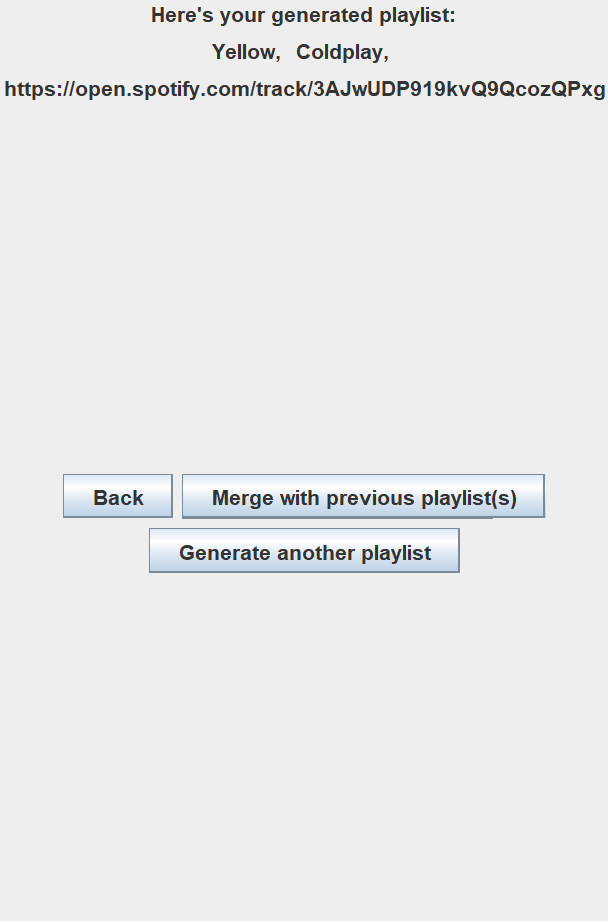 Here's your generated playlist:
Yellow, Coldplay,
https://open.spotify.com/track/3AJwUDP919kvQ9QcozQPxg
Back
Merge with previous playlist(s)
Generate another playlist